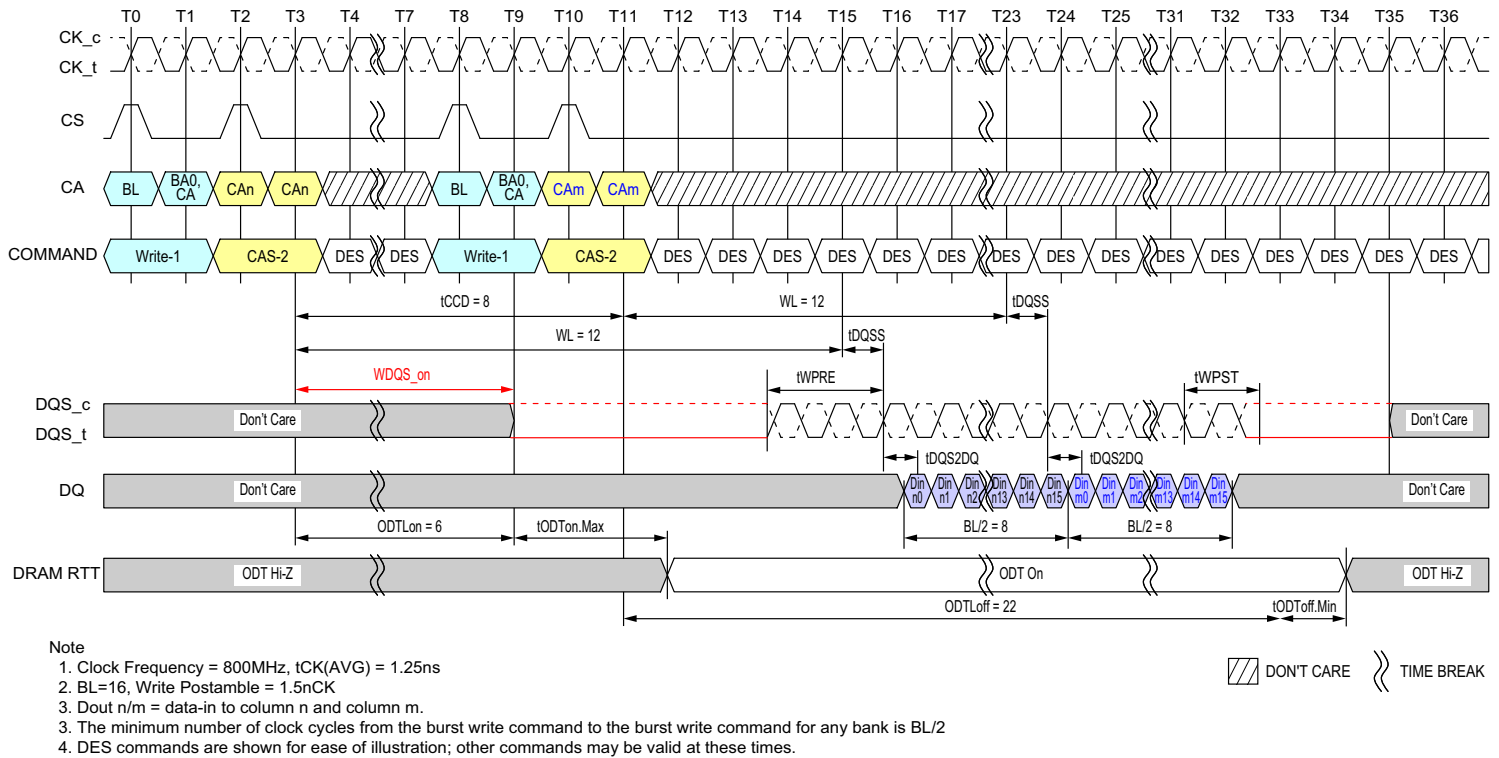 T0 T1 T2 T3 T4 T7 T8 T9 T10 T11 T12 T13 T14 T15 T16 T17 T23 T24 T25 T31 T32 T33 T34 T35 T36
CK_c
CK_t
CS
CA BL BA0, CA CAn CAn BL BA0, CA CAm CAm
COMMAND Write-1 CAS-2 DES DES Write-1 CAS-2 DES DES DES DES DES DES DES DES DES DES DES DES DES DES DES
tCCD = 8 WL = 12 tDQSS
WL = 12 tDQSS
WDQS_on tWPRE tWPST
DQS_c
DQS_t Don't Care Don't Care
tDQS2DQ tDQS2DQ
DQ Don't Care Din n0 Din n1 Din n2 Din n13 Din n14 Din n15 Din m0 Din m1 Din m2 Din m13 Din m14 Din m15 Don't Care
ODTLon = 6 tODTon.Max BL/2 = 8 BL/2 = 8
DRAM RTT ODT Hi-Z ODT On ODT Hi-Z
ODTLoff = 22 tODToff.Min
Note
1. Clock Frequency = 800MHz, tCK(AVG) = 1.25ns
2. BL=16, Write Postamble = 1.5nCK
3. Dout n/m = data-in to column n and column m.
3. The minimum number of clock cycles from the burst write command to the burst write command for any bank is BL/2
4. DES commands are shown for ease of illustration; other commands may be valid at these times.
DON'T CARE TIME BREAK